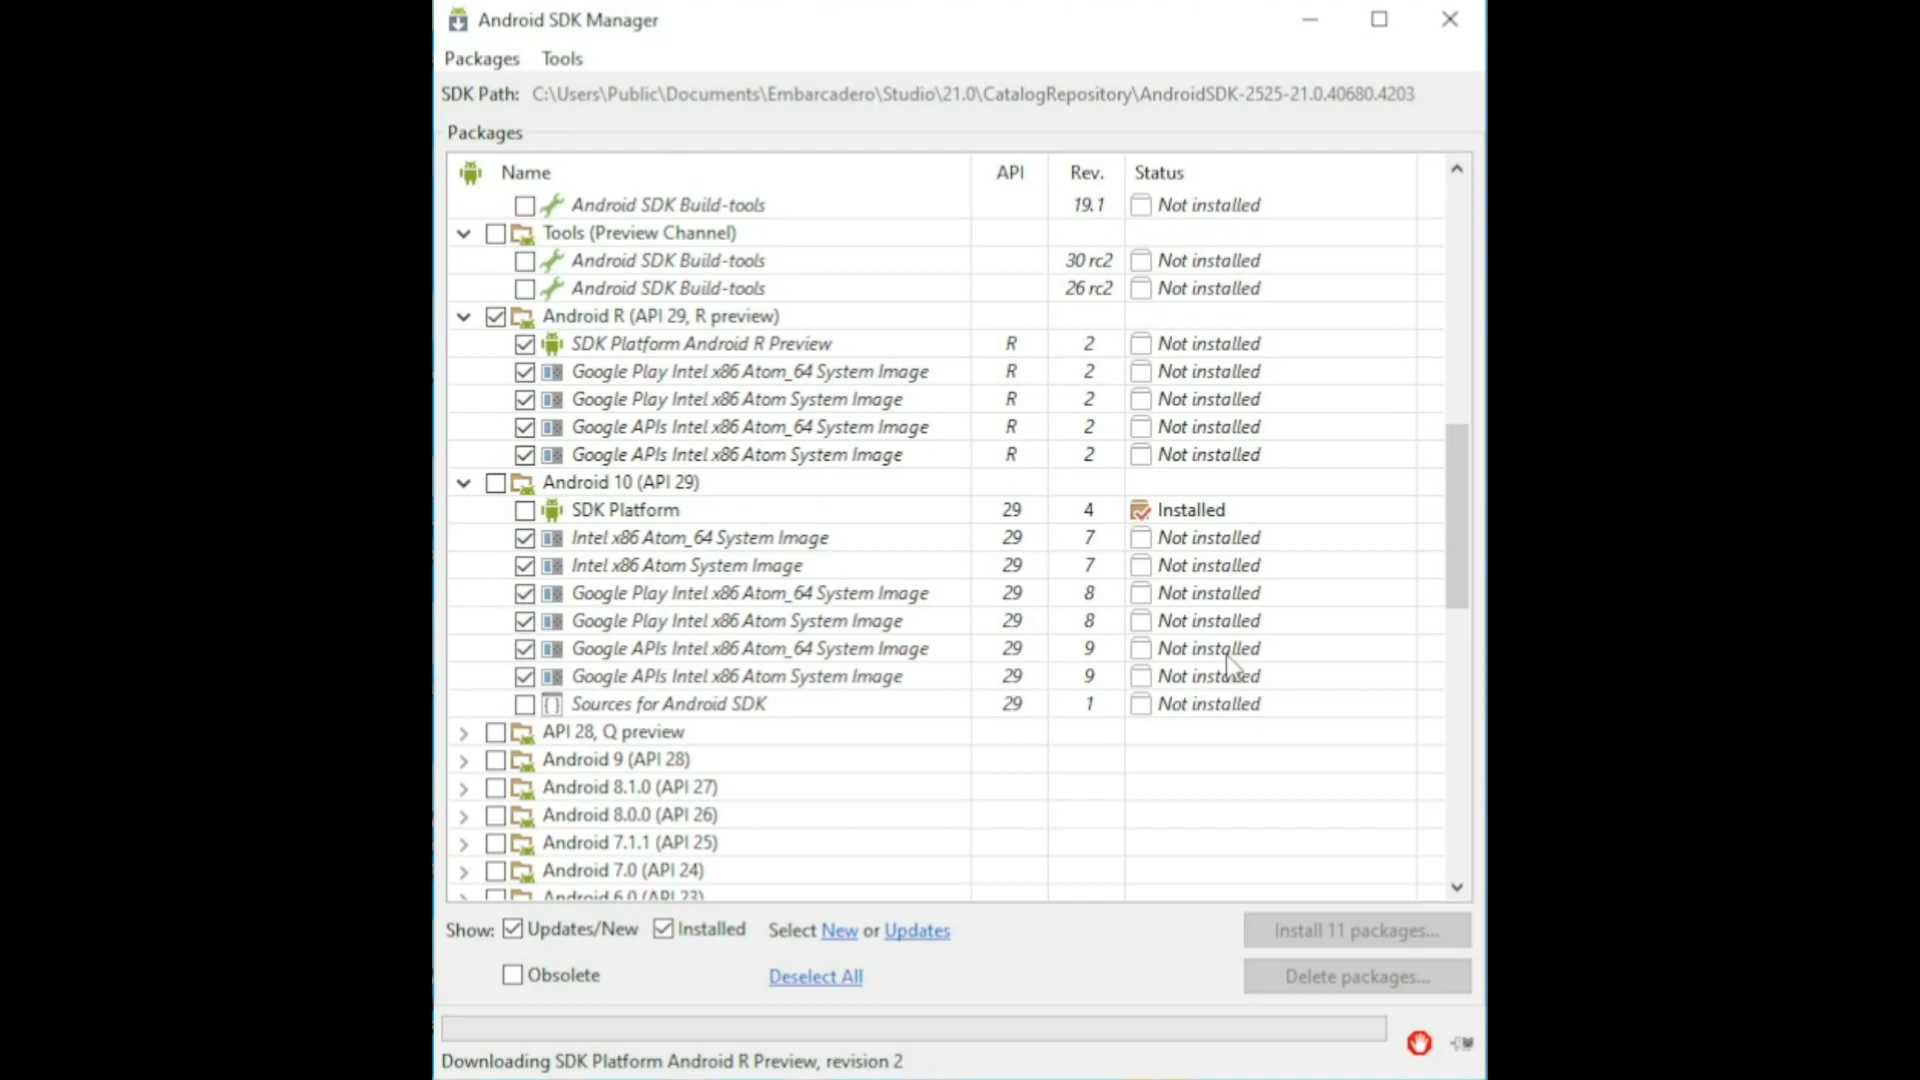 Android SDK Manager
Packages Tools
SDK Path: C:\Users\Public\Documents\Embarcadero\Studio\21.0\CatalogRepository\AndroidSDK-2525-21.0.40680.4203
Packages
Name API Rev. Status
Android SDK Build-tools 19.1 Not installed
Tools (Preview Channel)
Android SDK Build-tools 30 rc2 Not installed
Android SDK Build-tools 26 rc2 Not installed
Android R (API 29, R preview)
SDK Platform Android R Preview R 2 Not installed
Google Play Intel x86 Atom_64 System Image R 2 Not installed
Google Play Intel x86 Atom System Image R 2 Not installed
Google APIs Intel x86 Atom_64 System Image R 2 Not installed
Google APIs Intel x86 Atom System Image R 2 Not installed
Android 10 (API 29)
SDK Platform 29 4 Installed
Intel x86 Atom_64 System Image 29 7 Not installed
Intel x86 Atom System Image 29 7 Not installed
Google Play Intel x86 Atom_64 System Image 29 8 Not installed
Google Play Intel x86 Atom System Image 29 8 Not installed
Google APIs Intel x86 Atom_64 System Image 29 9 Not installed
Google APIs Intel x86 Atom System Image 29 9 Not installed
Sources for Android SDK 29 1 Not installed
API 28, Q preview
Android 9 (API 28)
Android 8.1.0 (API 27)
Android 8.0.0 (API 26)
Android 7.1.1 (API 25)
Android 7.0 (API 24)
Android 6.0 (API 23)
Show: Updates/New Installed Select New or Updates Install 11 packages...
Obsolete Deselect All Delete packages...
Downloading SDK Platform Android R Preview, revision 2